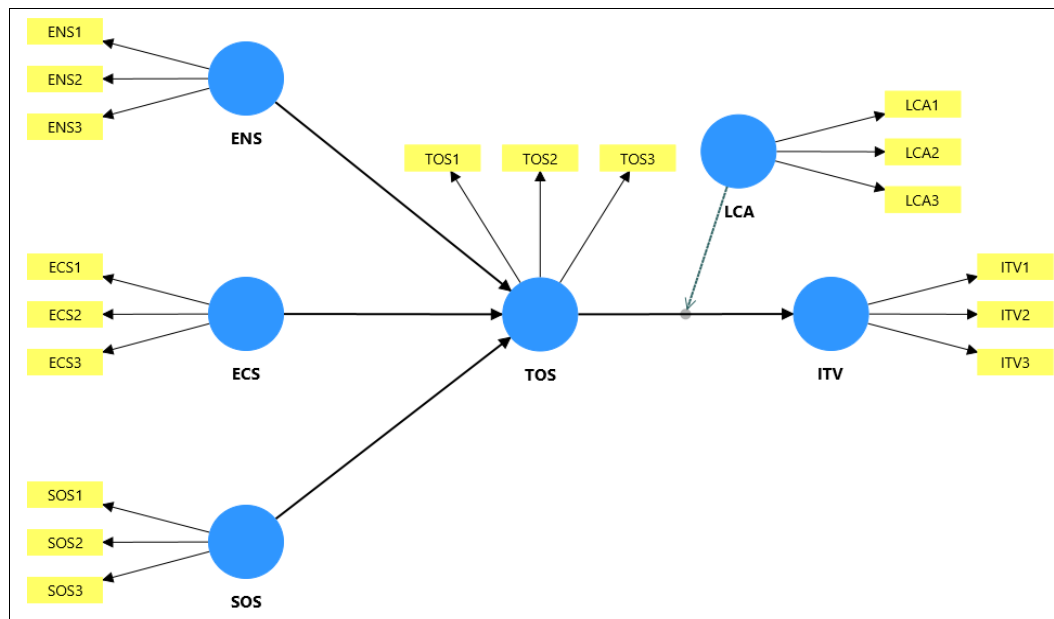 ENS1
ENS2
ENS3
ENS
TOS1
TOS2
TOS3
LCA1
LCA2
LCA3
LCA
ECS1
ECS2
ECS3
ECS
TOS
ITV1
ITV2
ITV3
ITV
SOS1
SOS2
SOS3
SOS